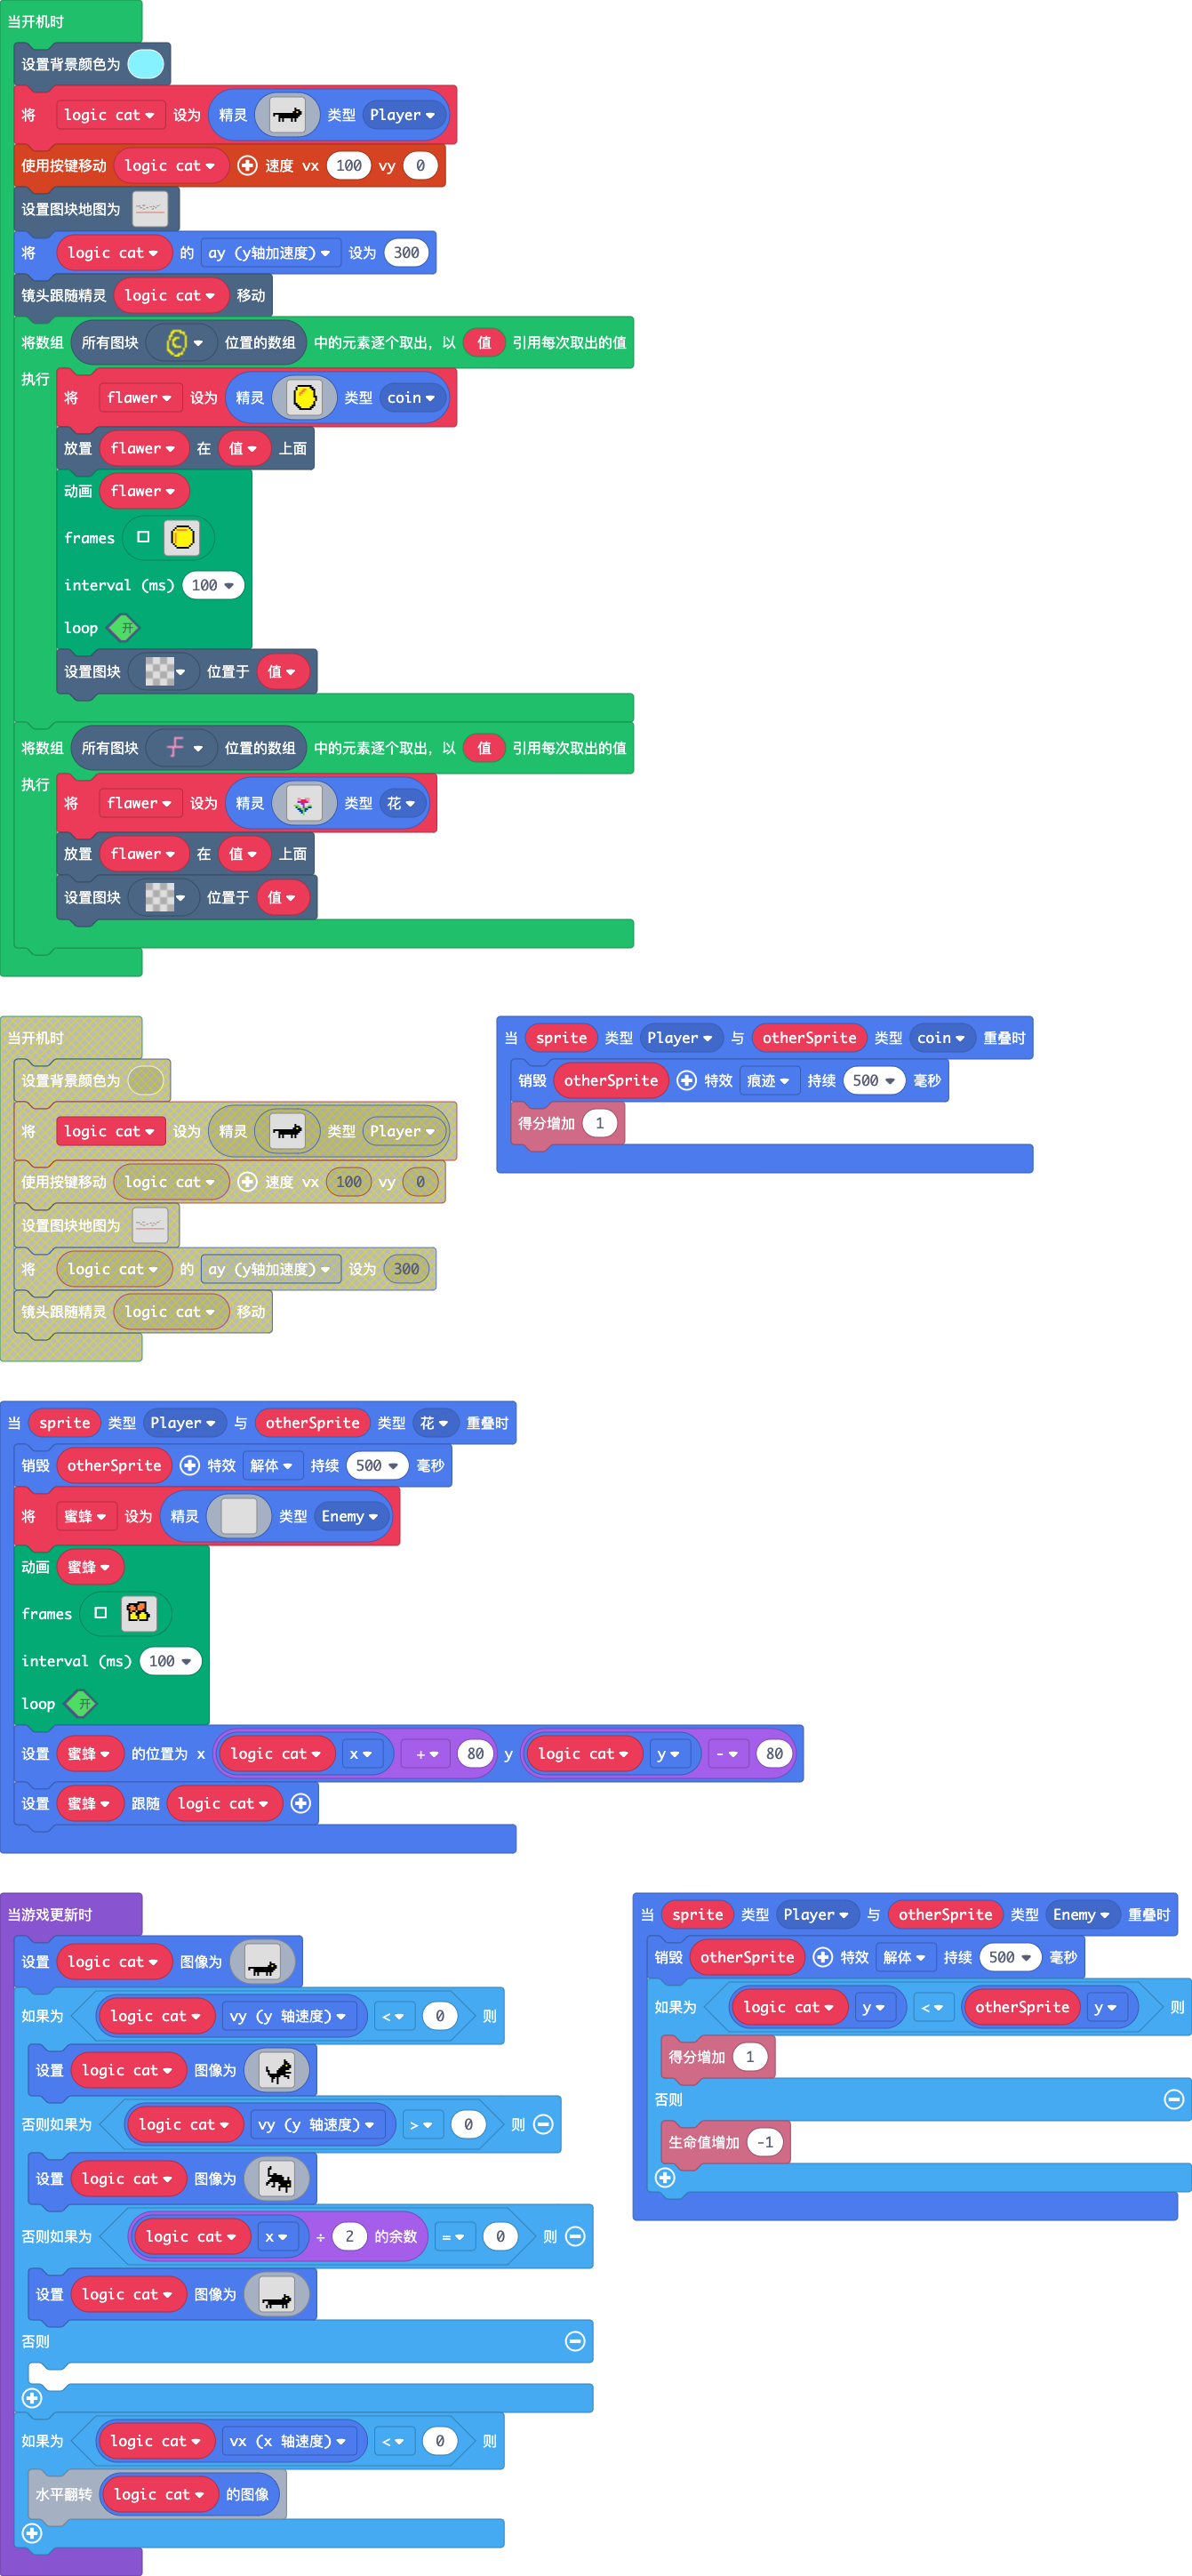 当开机时
设置背景颜色为
将 logic cat 设为 精灵 类型 Player
使用按键移动 logic cat 速度 vx 100 vy 0
设置图块地图为
将 logic cat 的 ay (y轴加速度) 设为 300
镜头跟随精灵 logic cat 移动
将数组 所有图块 C 位置的数组 中的元素逐个取出，以 值 引用每次取出的值
执行
将 flawer 设为 精灵 类型 coin
放置 flawer 在 值 上面
动画 flawer
frames
interval (ms) 100
loop 开
设置图块 位置于 值
将数组 所有图块 位置的数组 中的元素逐个取出，以 值 引用每次取出的值
执行
将 flawer 设为 精灵 类型 花
放置 flawer 在 值 上面
设置图块 位置于 值
当开机时
设置背景颜色为
将 logic cat 设为 精灵 类型 Player
使用按键移动 logic cat 速度 vx 100 vy 0
设置图块地图为
将 logic cat 的 ay (y轴加速度) 设为 300
镜头跟随精灵 logic cat 移动
当 sprite 类型 Player 与 otherSprite 类型 coin 重叠时
销毁 otherSprite 特效 痕迹 持续 500 毫秒
得分增加 1
当 sprite 类型 Player 与 otherSprite 类型 花 重叠时
销毁 otherSprite 特效 解体 持续 500 毫秒
将 蜜蜂 设为 精灵 类型 Enemy
动画 蜜蜂
frames
interval (ms) 100
loop 开
设置 蜜蜂 的位置为 x logic cat x + 80 y logic cat y - 80
设置 蜜蜂 跟随 logic cat
当游戏更新时
设置 logic cat 图像为
如果为 logic cat vy (y 轴速度) < 0 则
设置 logic cat 图像为
否则如果为 logic cat vy (y 轴速度) > 0 则
设置 logic cat 图像为
否则如果为 logic cat x ÷ 2 的余数 = 0 则
设置 logic cat 图像为
否则
如果为 logic cat vx (x 轴速度) < 0 则
水平翻转 logic cat 的图像
当 sprite 类型 Player 与 otherSprite 类型 Enemy 重叠时
销毁 otherSprite 特效 解体 持续 500 毫秒
如果为 logic cat y < otherSprite y 则
得分增加 1
否则
生命值增加 -1